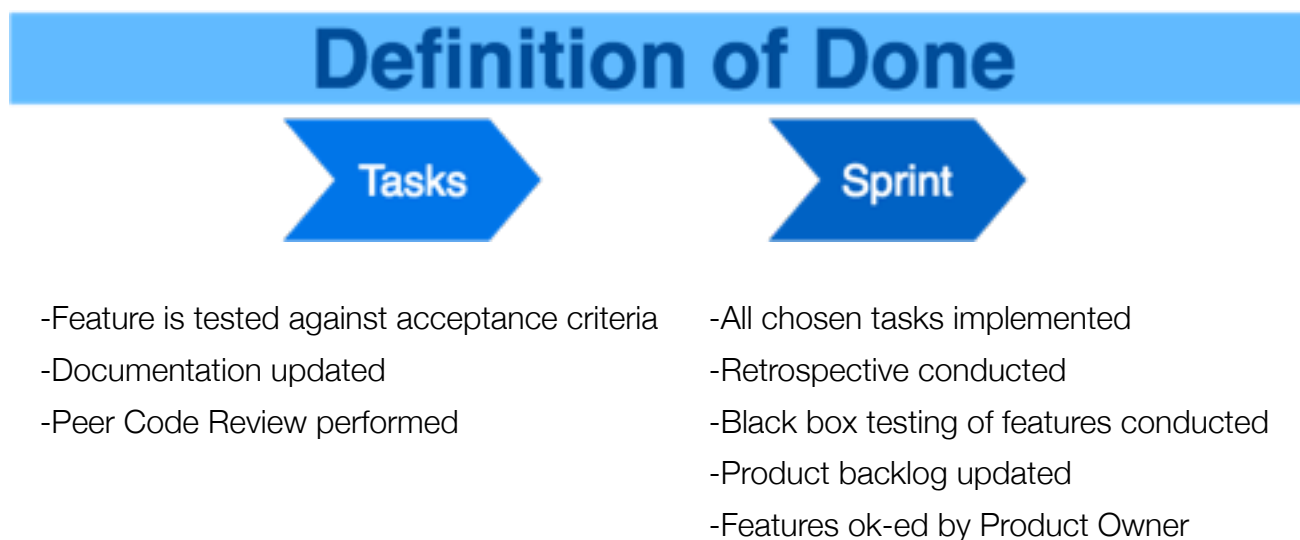 Definition of Done
Tasks
Sprint
-Feature is tested against acceptance criteria
-Documentation updated
-Peer Code Review performed
-All chosen tasks implemented
-Retrospective conducted
-Black box testing of features conducted
-Product backlog updated
-Features ok-ed by Product Owner